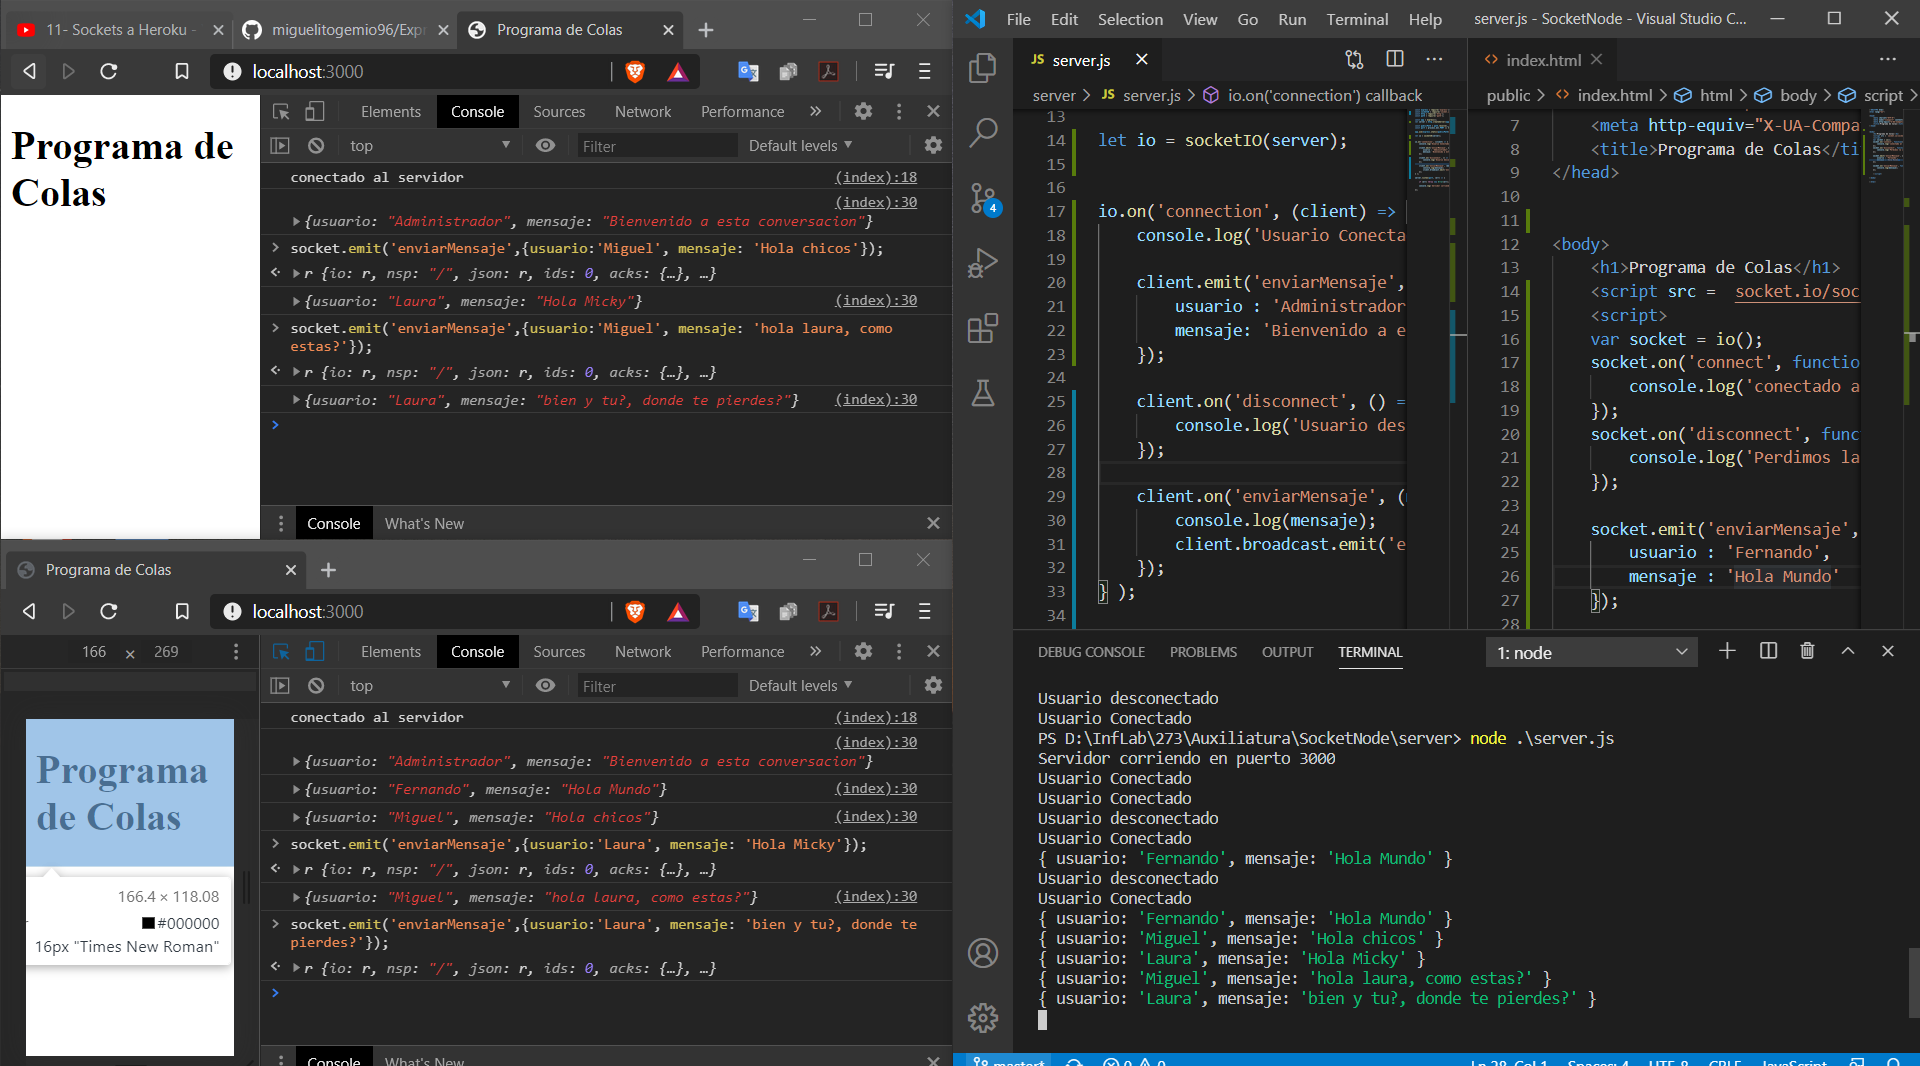 11- Sockets a Heroku -
miguelitogemio96/Exp
Programa de Colas
localhost:3000
Programa de
Colas
Elements Console Sources Network Performance »
top Filter Default levels ▼
conectado al servidor (index):18
(index):30
{usuario: "Administrador", mensaje: "Bienvenido a esta conversacion"}
socket.emit('enviarMensaje',{usuario:'Miguel', mensaje: 'Hola chicos'});
r {io: r, nsp: "/", json: r, ids: 0, acks: {…}, …}
{usuario: "Laura", mensaje: "Hola Micky"} (index):30
socket.emit('enviarMensaje',{usuario:'Miguel', mensaje: 'hola laura, como
estas?'});
r {io: r, nsp: "/", json: r, ids: 0, acks: {…}, …}
{usuario: "Laura", mensaje: "bien y tu?, donde te pierdes?"} (index):30
Console What's New
Programa de Colas
localhost:3000
166 × 269
Elements Console Sources Network Performance »
top Filter Default levels ▼
Programa
de Colas
166.4 × 118.08
#000000
16px "Times New Roman"
conectado al servidor (index):18
(index):30
{usuario: "Administrador", mensaje: "Bienvenido a esta conversacion"}
{usuario: "Fernando", mensaje: "Hola Mundo"} (index):30
{usuario: "Miguel", mensaje: "Hola chicos"} (index):30
socket.emit('enviarMensaje',{usuario:'Laura', mensaje: 'Hola Micky'});
r {io: r, nsp: "/", json: r, ids: 0, acks: {…}, …}
{usuario: "Miguel", mensaje: "hola laura, como estas?"} (index):30
socket.emit('enviarMensaje',{usuario:'Laura', mensaje: 'bien y tu?, donde te
pierdes?'});
r {io: r, nsp: "/", json: r, ids: 0, acks: {…}, …}
Console What's New
File Edit Selection View Go Run Terminal Help server.js - SocketNode - Visual Studio C...
4
JS server.js
server > JS server.js > io.on('connection') callback
13
14 let io = socketIO(server);
15
16
17 io.on('connection', (client) =>
18 console.log('Usuario Conecta
19
20 client.emit('enviarMensaje',
21 usuario : 'Administrador
22 mensaje: 'Bienvenido a e
23 });
24
25 client.on('disconnect', () =
26 console.log('Usuario des
27 });
28
29 client.on('enviarMensaje', (
30 console.log(mensaje);
31 client.broadcast.emit('e
32 });
33 } );
34
index.html
public > index.html > html > body > script >
7 <meta http-equiv="X-UA-Compa
8 <title>Programa de Colas</ti
9 </head>
10
11
12 <body>
13 <h1>Programa de Colas</h1>
14 <script src = socket.io/soc
15 <script>
16 var socket = io();
17 socket.on('connect', functio
18 console.log('conectado a
19 });
20 socket.on('disconnect', func
21 console.log('Perdimos la
22 });
23
24 socket.emit('enviarMensaje',
25 usuario : 'Fernando',
26 mensaje : 'Hola Mundo'
27 });
28
DEBUG CONSOLE PROBLEMS OUTPUT TERMINAL 1: node
Usuario desconectado
Usuario Conectado
PS D:\InfLab\273\Auxiliatura\SocketNode\server> node .\server.js
Servidor corriendo en puerto 3000
Usuario Conectado
Usuario Conectado
Usuario desconectado
Usuario Conectado
{ usuario: 'Fernando', mensaje: 'Hola Mundo' }
Usuario desconectado
Usuario Conectado
{ usuario: 'Fernando', mensaje: 'Hola Mundo' }
{ usuario: 'Miguel', mensaje: 'Hola chicos' }
{ usuario: 'Laura', mensaje: 'Hola Micky' }
{ usuario: 'Miguel', mensaje: 'hola laura, como estas?' }
{ usuario: 'Laura', mensaje: 'bien y tu?, donde te pierdes?' }
master* 0 0 Ln 28, Col 1 Spaces: 4 UTF-8 CRLF JavaScript